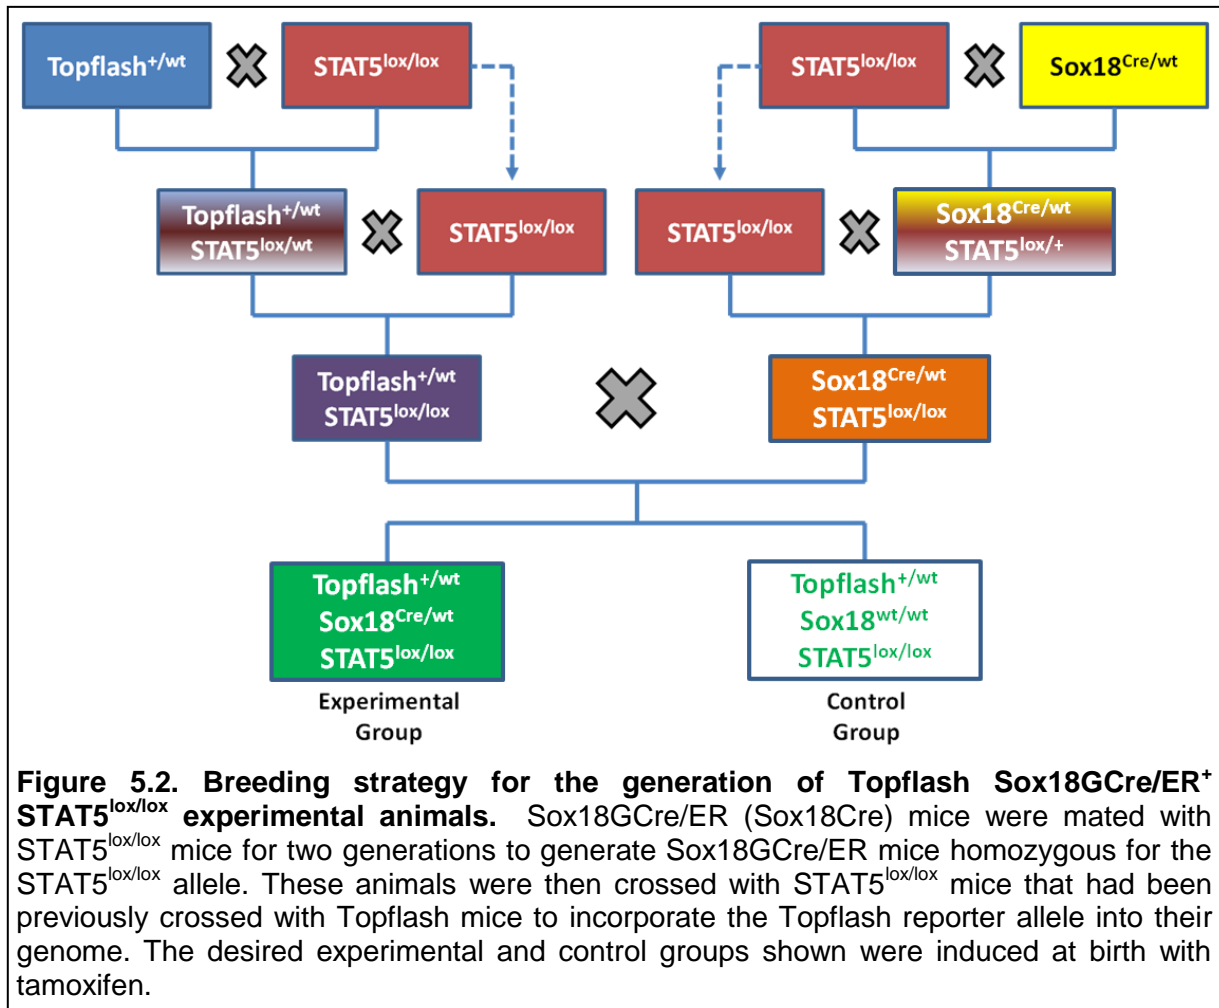 Topflash+/wt STAT5lox/lox STAT5lox/lox Sox18Cre/wt
Topflash+/wt
STAT5lox/wt
STAT5lox/lox
STAT5lox/lox
Sox18Cre/wt
STAT5lox/+
Topflash+/wt
STAT5lox/lox
Sox18Cre/wt
STAT5lox/lox
Topflash+/wt
Sox18Cre/wt
STAT5lox/lox
Experimental
Group
Topflash+/wt
Sox18wt/wt
STAT5lox/lox
Control
Group
Figure 5.2. Breeding strategy for the generation of Topflash Sox18GCre/ER+
STAT5lox/lox experimental animals. Sox18GCre/ER (Sox18Cre) mice were mated with
STAT5lox/lox mice for two generations to generate Sox18GCre/ER mice homozygous for the
STAT5lox/lox allele. These animals were then crossed with STAT5lox/lox mice that had been
previously crossed with Topflash mice to incorporate the Topflash reporter allele into their
genome. The desired experimental and control groups shown were induced at birth with
tamoxifen.